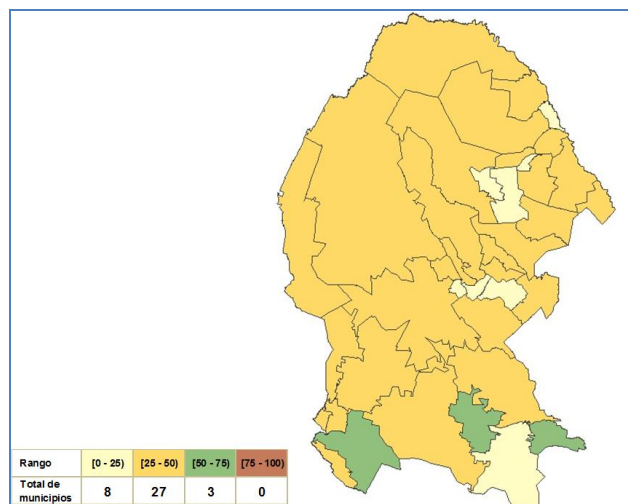 Rango [0 - 25) [25 - 50) [50 - 75) [75 - 100)
Total de municipios 8 27 3 0